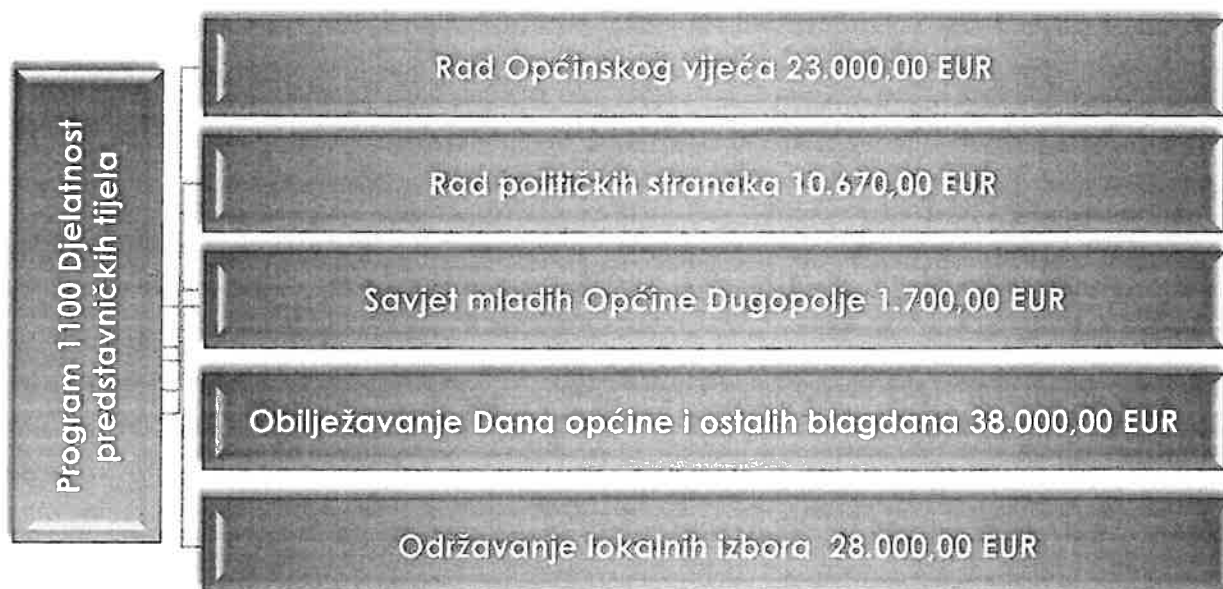 Program 1100 Djelatnost
predstavničkih tijela
Rad Općinskog vijeća 23.000,00 EUR
Rad političkih stranaka 10.670,00 EUR
Savjet mladih Općine Dugopolje 1.700,00 EUR
Obilježavanje Dana općine i ostalih blagdana 38.000,00 EUR
Održavanje lokalnih izbora 28.000,00 EUR